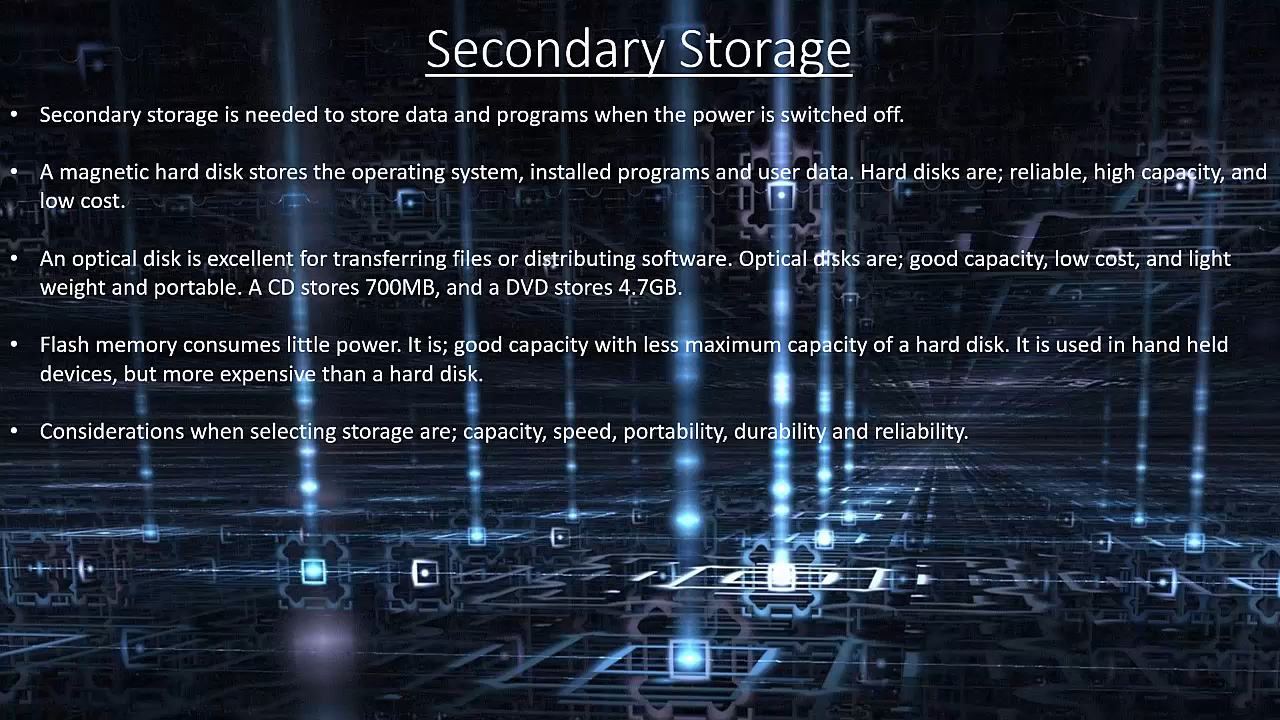 Secondary Storage
• Secondary storage is needed to store data and programs when the power is switched off.
• A magnetic hard disk stores the operating system, installed programs and user data. Hard disks are; reliable, high capacity, and
low cost.
• An optical disk is excellent for transferring files or distributing software. Optical disks are; good capacity, low cost, and light
weight and portable. A CD stores 700MB, and a DVD stores 4.7GB.
• Flash memory consumes little power. It is; good capacity with less maximum capacity of a hard disk. It is used in hand held
devices, but more expensive than a hard disk.
• Considerations when selecting storage are; capacity, speed, portability, durability and reliability.